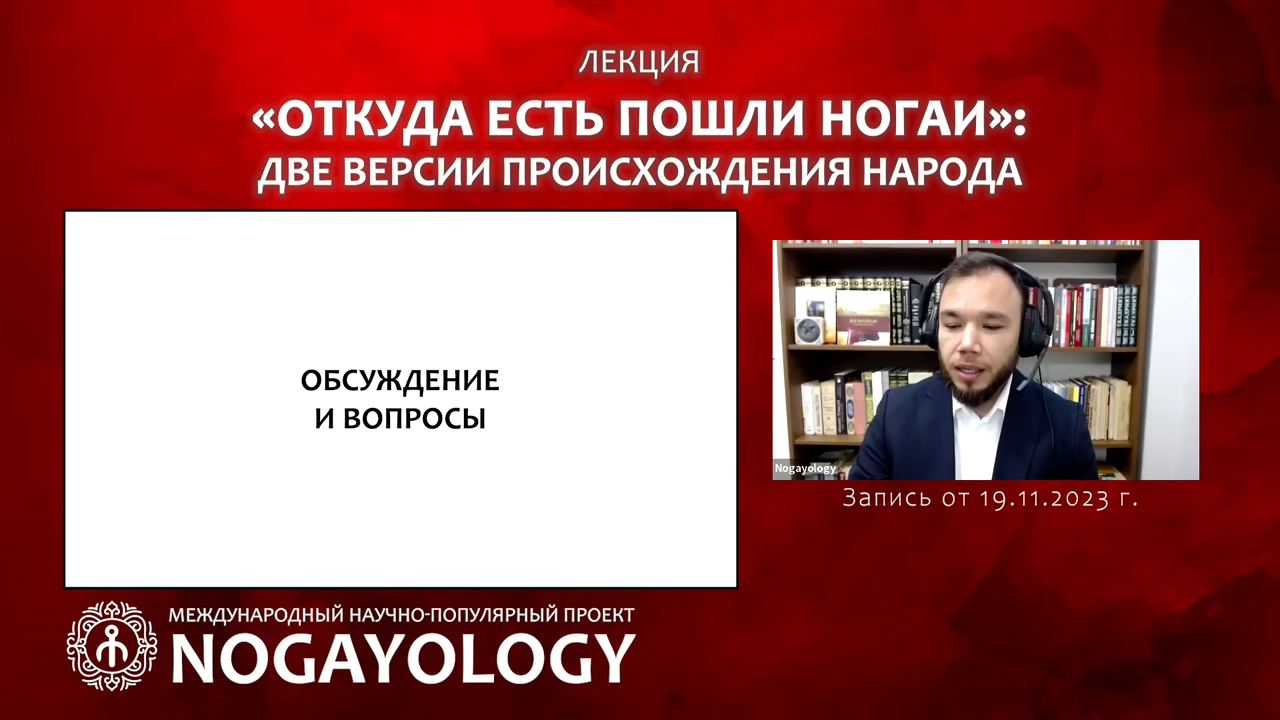 ЛЕКЦИЯ
«ОТКУДА ЕСТЬ ПОШЛИ НОГАИ»:
ДВЕ ВЕРСИИ ПРОИСХОЖДЕНИЯ НАРОДА
ОБСУЖДЕНИЕ
И ВОПРОСЫ
Nogayology
Запись от 19.11.2023 г.
МЕЖДУНАРОДНЫЙ НАУЧНО-ПОПУЛЯРНЫЙ ПРОЕКТ
NOGAYOLOGY